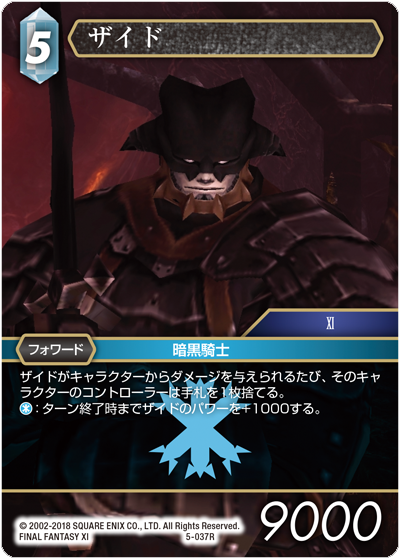 5
ザイド
XI
フォワード
暗黒騎士
ザイドがキャラクターからダメージを与えられるたび、そのキャ
ラクターのコントローラーは手札を1枚捨てる。
:ターン終了時までザイドのパワーを+1000する。
© 2002-2018 SQUARE ENIX CO., LTD. All Rights Reserved.
FINAL FANTASY XI
5-037R
9000